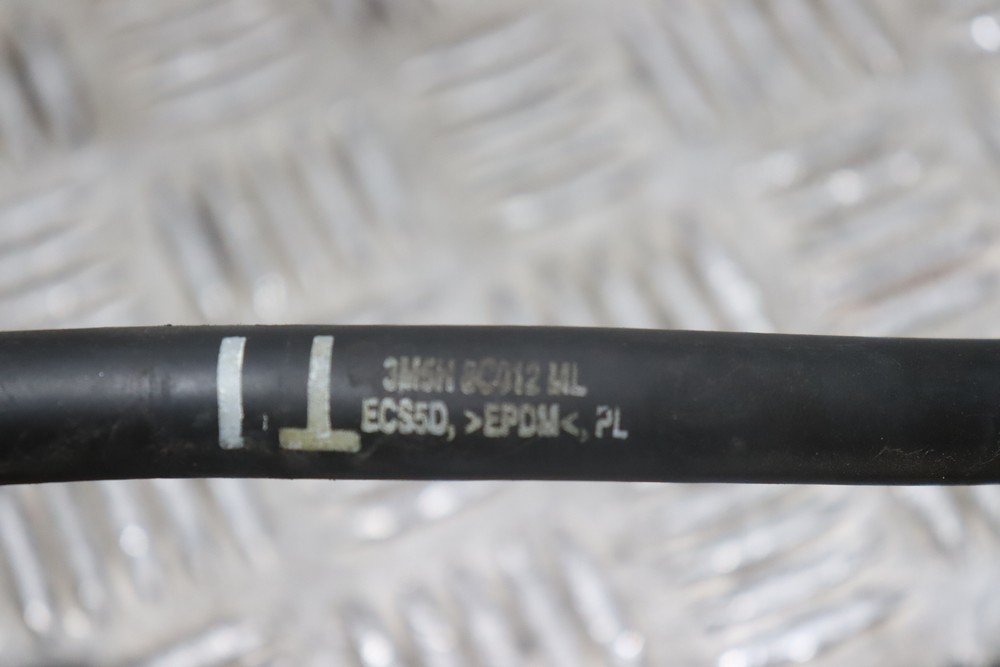 3M5H 8C012 ML
ECS5D, >EPDM<, PL